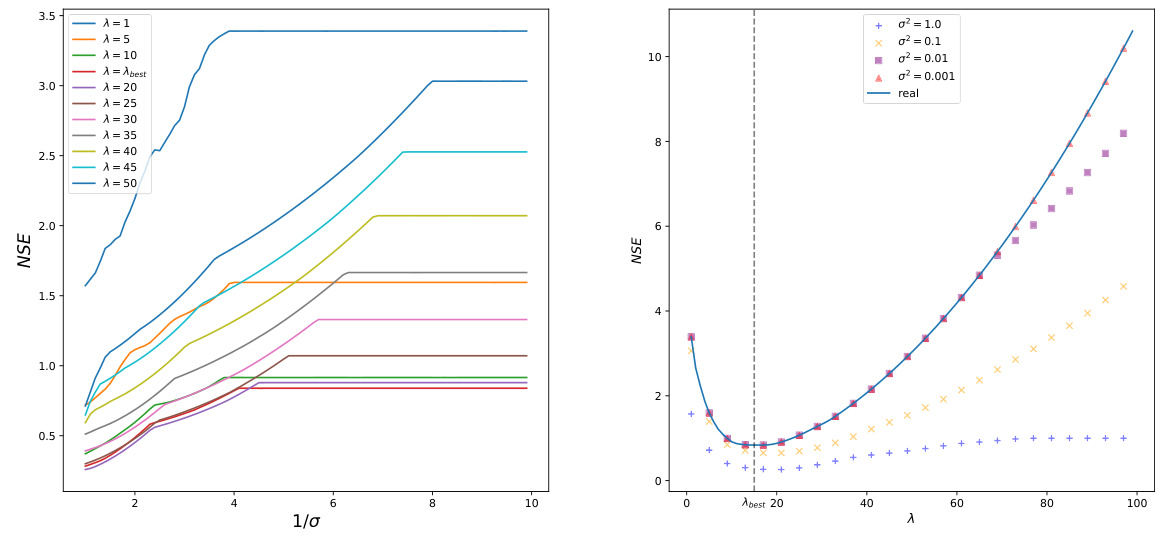 3.5
3.0
2.5
2.0
1.5
1.0
0.5
NSE
λ = 1
λ = 5
λ = 10
λ = λbest
λ = 20
λ = 25
λ = 30
λ = 35
λ = 40
λ = 45
λ = 50
2 4 6 8 10
1/σ
10
8
6
4
2
0
NSE
σ² = 1.0
σ² = 0.1
σ² = 0.01
σ² = 0.001
real
0 λbest 20 40 60 80 100
λ